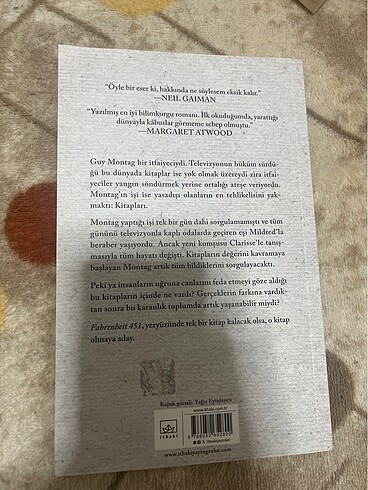 “Öyle bir eser ki, hakkında ne söylesem eksik kalır.”
—NEIL GAIMAN
“Yazılmış en iyi bilimkurgu romanı. İlk okuduğumda, yarattığı
dünyayla kâbuslar görmeme sebep olmuştu.”
—MARGARET ATWOOD
Guy Montag bir itfaiyeciydi. Televizyonun hüküm sürdü-
ğü bu dünyada kitaplar ise yok olmak üzereydi zira itfai-
yeciler yangın söndürmek yerine ortalığı ateşe veriyordu.
Montag’ın işi ise yasadışı olanların en tehlikelisini yak-
maktı: Kitapları.
Montag yaptığı işi tek bir gün dahi sorgulamamıştı ve tüm
gününü televizyonla kaplı odalarda geçiren eşi Mildred’la
beraber yaşıyordu. Ancak yeni komşusu Clarisse’le tanış-
masıyla tüm hayatı değişti. Kitapların değerini kavramaya
başlayan Montag artık tüm bildiklerini sorgulayacaktı.
Peki ya insanların uğruna canlarını feda etmeyi göze aldığı
bu kitapların içinde ne vardı? Gerçeklerin farkına vardık-
tan sonra bu karanlık toplumda artık yaşanabilir miydi?
Fahrenheit 451, yeryüzünde tek bir kitap kalacak olsa, o kitap
olmaya aday.
Kapak görseli: Yağız
www.ithaki.com.tr
ithakiyayinlari
ithaki
www.ithakiyayingrubu.com